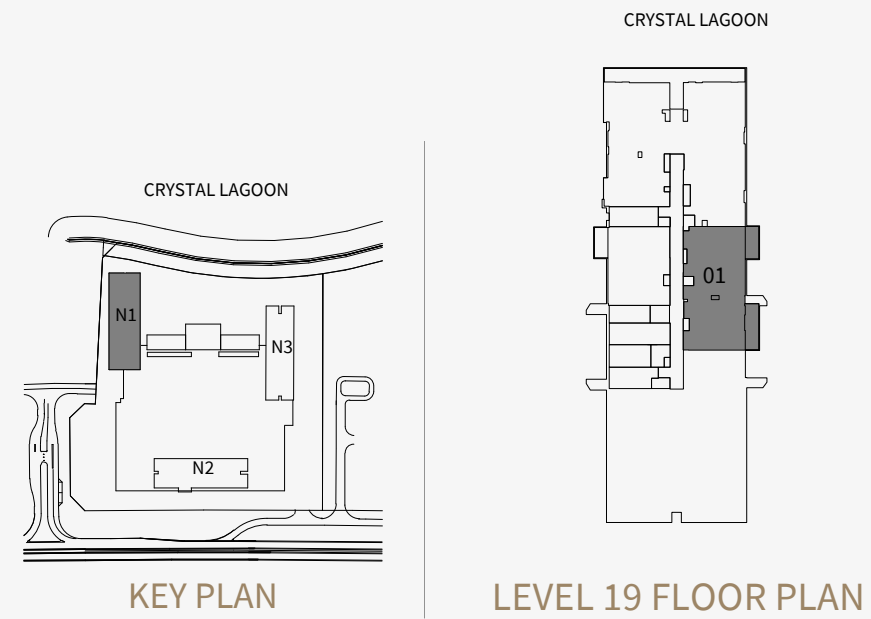 CRYSTAL LAGOON
N1
N3
N2
KEY PLAN
CRYSTAL LAGOON
01
LEVEL 19 FLOOR PLAN